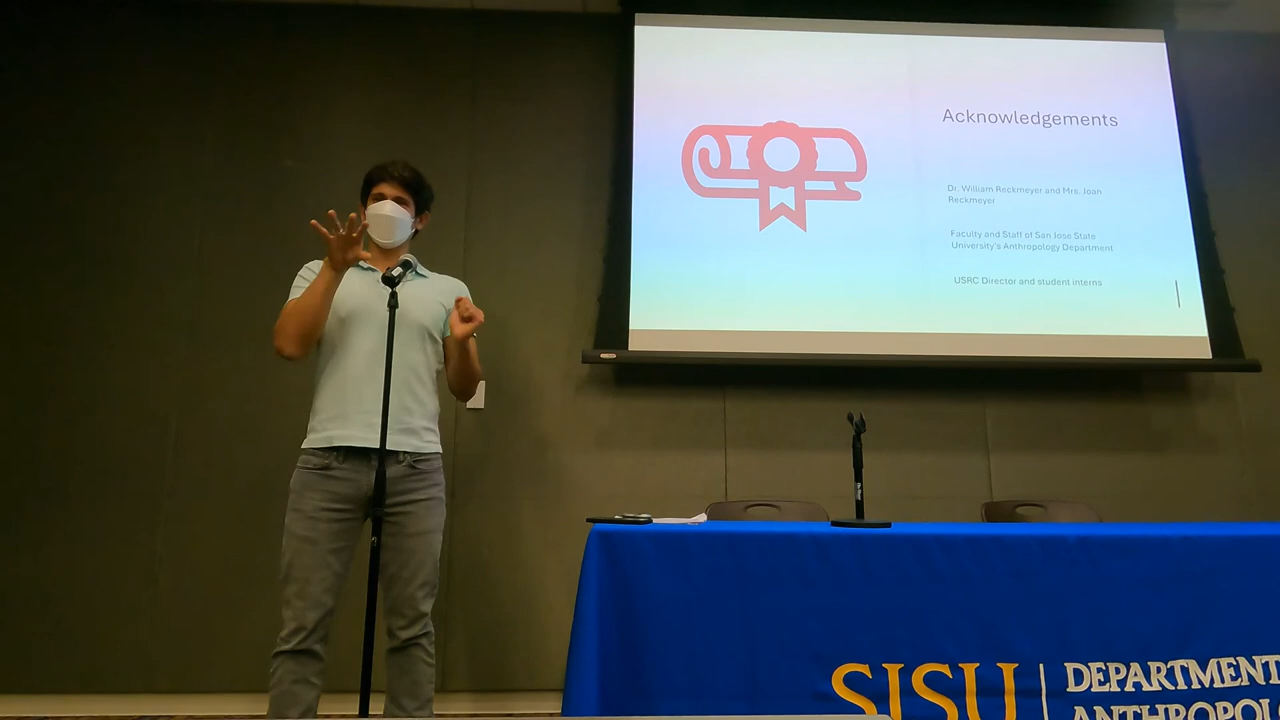 Acknowledgements
Dr. William Reckmeyer and Mrs. Joan
Reckmeyer
Faculty and Staff of San Jose State
University's Anthropology Department
USRC Director and student interns
SJSU
DEPARTMENT
ANTHROPOLO